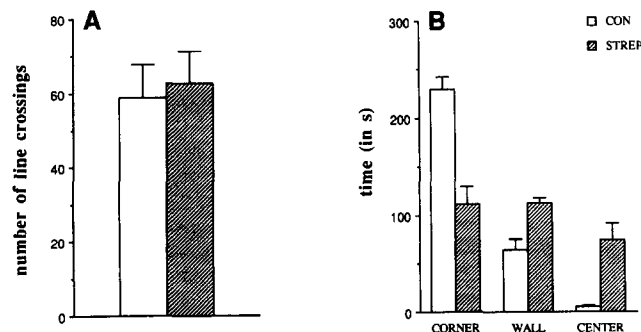 A
number of line crossings
80
60
40
20
0
B
time (in s)
300
200
100
0
CON
STREP
CORNER WALL CENTER